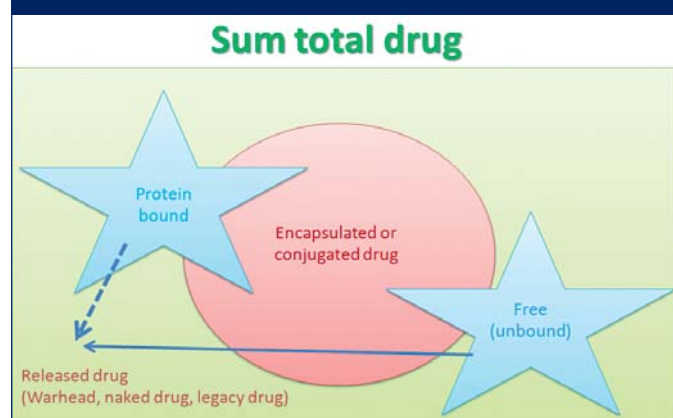 Sum total drug
Protein
bound
Encapsulated or
conjugated drug
Free
(unbound)
Released drug
(Warhead, naked drug, legacy drug)